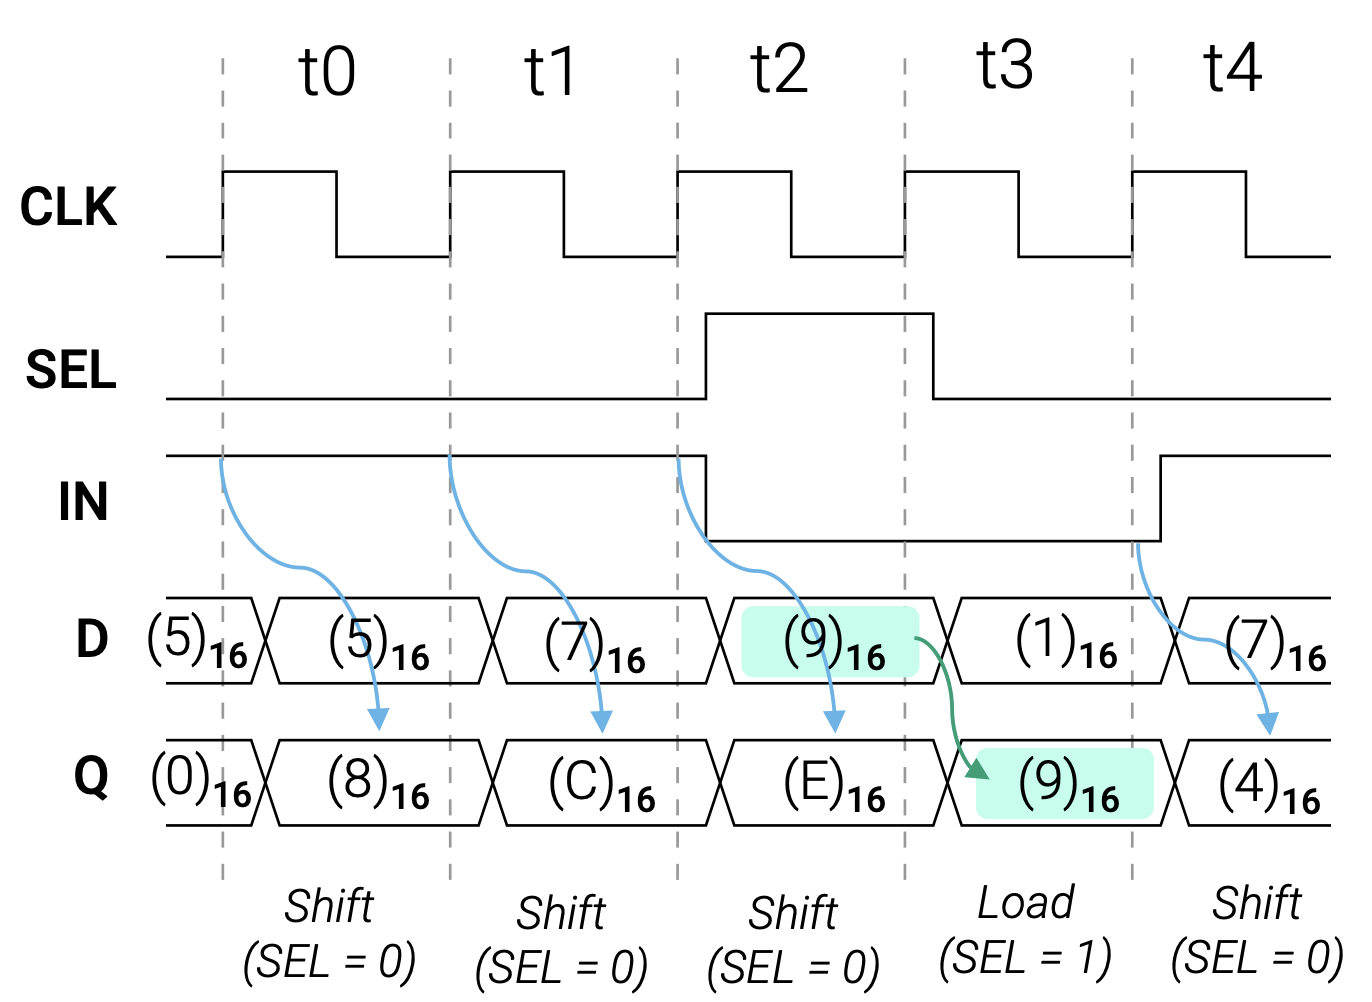 t0 t1 t2 t3 t4
CLK
SEL
IN
D (5)16 (5)16 (7)16 (9)16 (1)16 (7)16
Q (0)16 (8)16 (C)16 (E)16 (9)16 (4)16
Shift Shift Shift Load Shift
(SEL = 0) (SEL = 0) (SEL = 0) (SEL = 1) (SEL = 0)